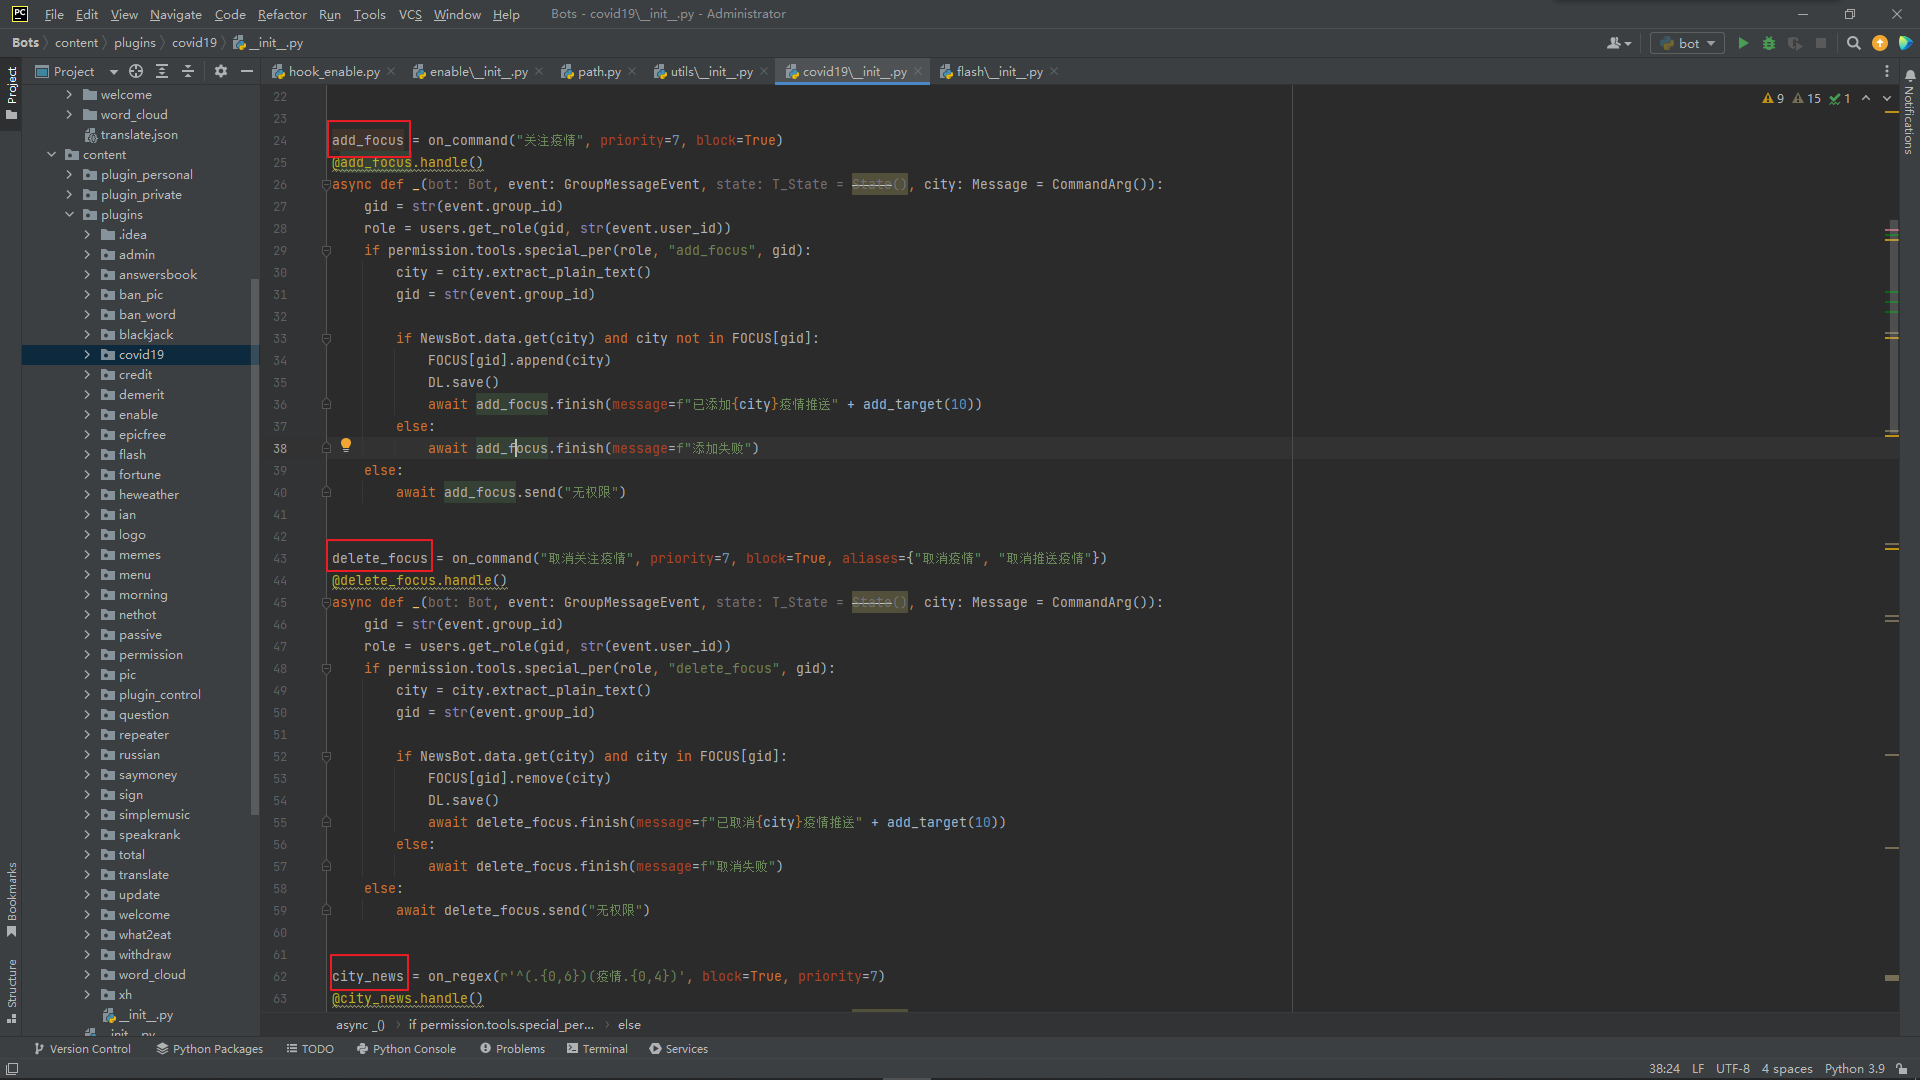 PC File Edit View Navigate Code Refactor Run Tools VCS Window Help Bots - covid19\__init__.py - Administrator
Bots content plugins covid19 __init__.py bot
Project hook_enable.py enable\__init__.py path.py utils\__init__.py covid19\__init__.py flash\__init__.py
Project
Notifications
Bookmarks
Structure
welcome
word_cloud
translate.json
content
plugin_personal
plugin_private
plugins
.idea
admin
answersbook
ban_pic
ban_word
blackjack
covid19
credit
demerit
enable
epicfree
flash
fortune
heweather
ian
logo
memes
menu
morning
nethot
passive
permission
pic
plugin_control
question
repeater
russian
saymoney
sign
simplemusic
speakrank
total
translate
update
welcome
what2eat
withdraw
word_cloud
xh
__init__.py
__init__.py
9 15 1
22
23
24 add_focus = on_command("关注疫情", priority=7, block=True)
25 @add_focus.handle()
26 async def _(bot: Bot, event: GroupMessageEvent, state: T_State = State(), city: Message = CommandArg()):
27 gid = str(event.group_id)
28 role = users.get_role(gid, str(event.user_id))
29 if permission.tools.special_per(role, "add_focus", gid):
30 city = city.extract_plain_text()
31 gid = str(event.group_id)
32
33 if NewsBot.data.get(city) and city not in FOCUS[gid]:
34 FOCUS[gid].append(city)
35 DL.save()
36 await add_focus.finish(message=f"已添加{city}疫情推送" + add_target(10))
37 else:
38 await add_focus.finish(message=f"添加失败")
39 else:
40 await add_focus.send("无权限")
41
42
43 delete_focus = on_command("取消关注疫情", priority=7, block=True, aliases={"取消疫情", "取消推送疫情"})
44 @delete_focus.handle()
45 async def _(bot: Bot, event: GroupMessageEvent, state: T_State = State(), city: Message = CommandArg()):
46 gid = str(event.group_id)
47 role = users.get_role(gid, str(event.user_id))
48 if permission.tools.special_per(role, "delete_focus", gid):
49 city = city.extract_plain_text()
50 gid = str(event.group_id)
51
52 if NewsBot.data.get(city) and city in FOCUS[gid]:
53 FOCUS[gid].remove(city)
54 DL.save()
55 await delete_focus.finish(message=f"已取消{city}疫情推送" + add_target(10))
56 else:
57 await delete_focus.finish(message=f"取消失败")
58 else:
59 await delete_focus.send("无权限")
60
61
62 city_news = on_regex(r'^(.{0,6})(疫情.{0,4})', block=True, priority=7)
63 @city_news.handle()
async _() if permission.tools.special_per... else
Version Control Python Packages TODO Python Console Problems Terminal Services
38:24 LF UTF-8 4 spaces Python 3.9